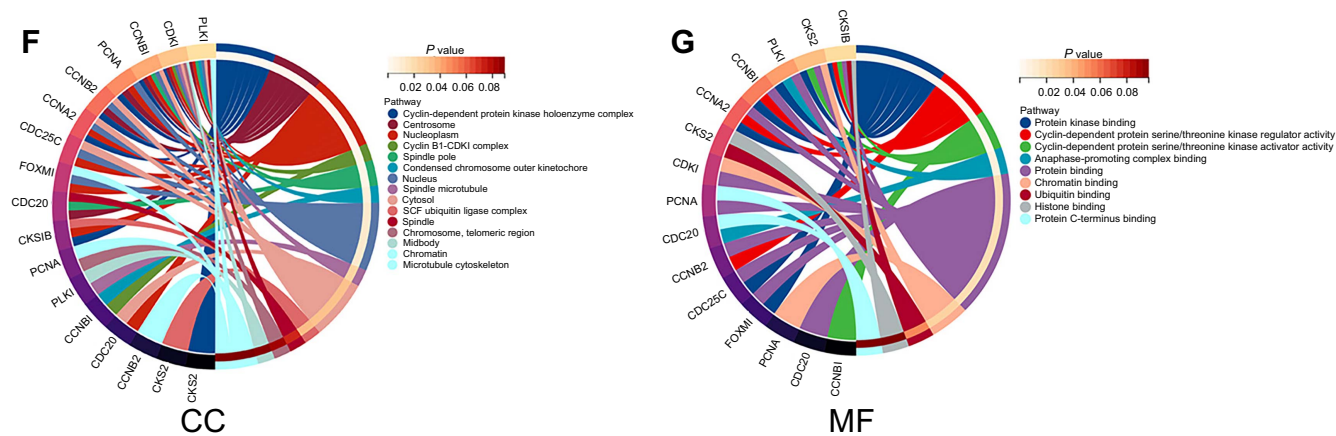 F
PLKI
CDKI
CCNBI
PCNA
CCNB2
CCNA2
CDC25C
FOXMI
CDC20
CKSIB
PCNA
PLKI
CCNBI
CDC20
CCNB2
CKS2
CKS2
P value
0.02 0.04 0.06 0.08
Pathway
Cyclin-dependent protein kinase holoenzyme complex
Centrosome
Nucleoplasm
Cyclin B1-CDKI complex
Spindle pole
Condensed chromosome outer kinetochore
Nucleus
Spindle microtubule
Cytosol
SCF ubiquitin ligase complex
Spindle
Chromosome, telomeric region
Midbody
Chromatin
Microtubule cytoskeleton
CC
G
CKSIB
CKS2
PLKI
CCNBI
CCNA2
CKS2
CDKI
PCNA
CDC20
CCNB2
CDC25C
FOXMI
PCNA
CDC20
CCNBI
P value
0.02 0.04 0.06 0.08
Pathway
Protein kinase binding
Cyclin-dependent protein serine/threonine kinase regulator activity
Cyclin-dependent protein serine/threonine kinase activator activity
Anaphase-promoting complex binding
Protein binding
Chromatin binding
Ubiquitin binding
Histone binding
Protein C-terminus binding
MF